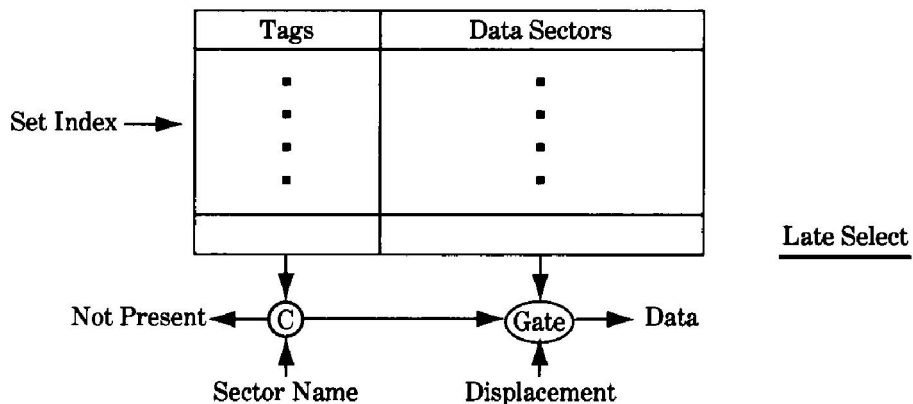 Tags
Data Sectors
Set Index
Late Select
Not Present
C
Gate
Data
Sector Name
Displacement